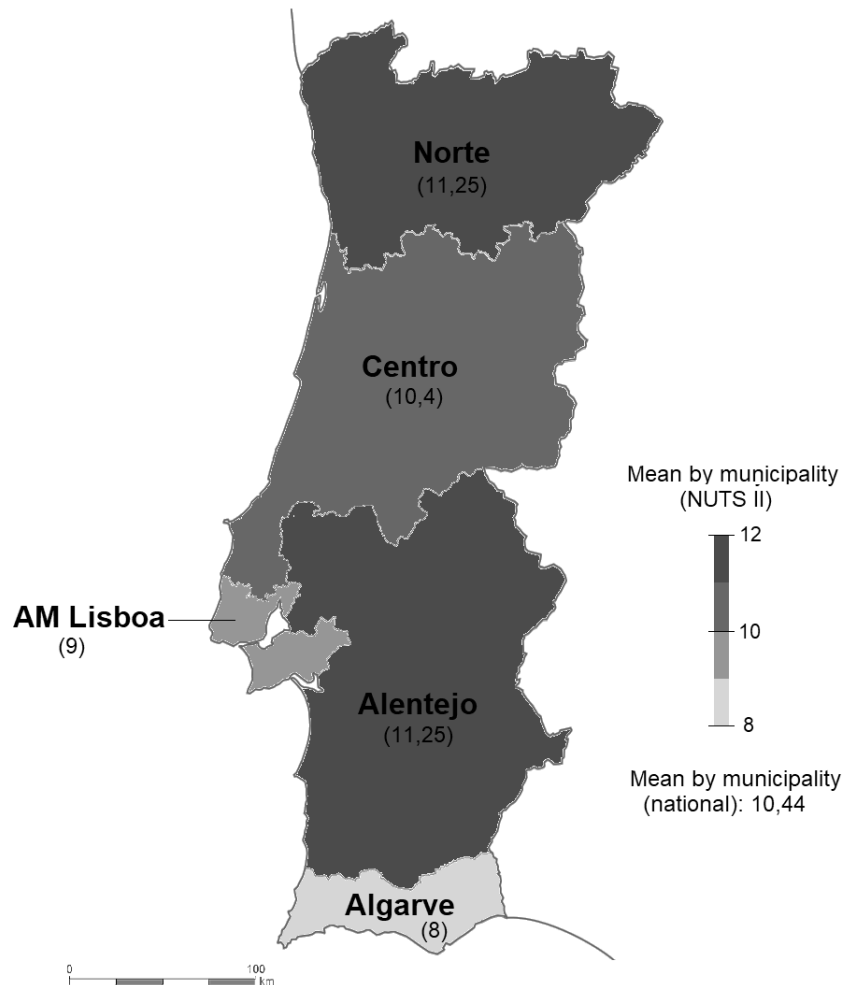 Norte
(11,25)
Centro
(10,4)
Mean by municipality
(NUTS II)
12
10
8
AM Lisboa
(9)
Alentejo
(11,25)
Mean by municipality
(national): 10,44
Algarve
(8)
0
100
km